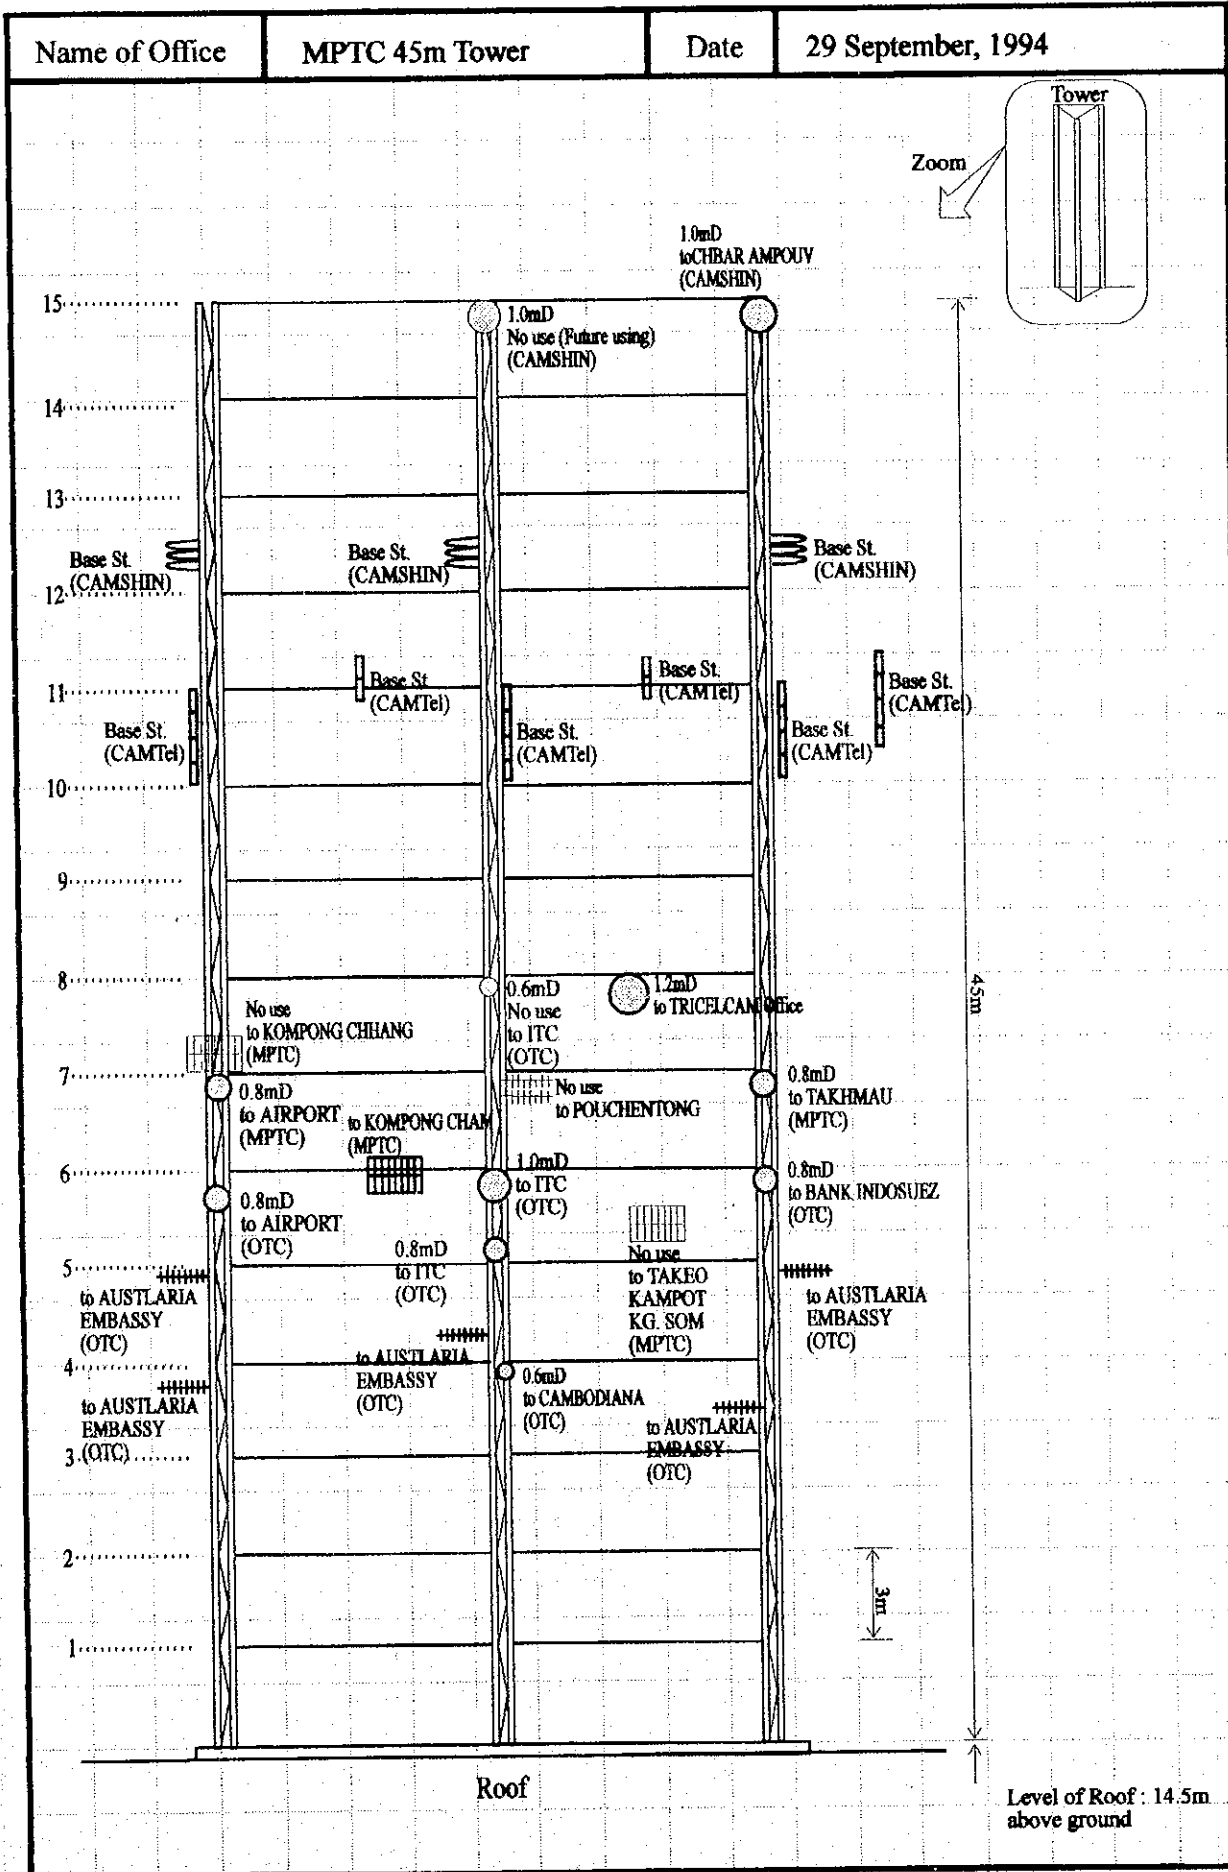 Name of Office
MPTC 45m Tower
Date
29 September, 1994
Tower
Zoom
1.0mD
toCHBAR AMPOUV
(CAMSHIN)
15
1.0mD
No use (Future using)
(CAMSHIN)
14
13
Base St.
(CAMSHIN)
Base St.
(CAMSHIN)
Base St.
(CAMSHIN)
12
11
Base St.
(CAMTel)
Base St.
(CAMTel)
Base St.
(CAMTel)
Base St.
(CAMTel)
Base St.
(CAMTel)
Base St.
(CAMTel)
10
9
8
45m
0.6mD
No use
to ITC
(OTC)
1.2mD
to TRICELCAM Office
No use
to KOMPONG CHHANG
(MPTC)
7
0.8mD
to AIRPORT
(MPTC)
to KOMPONG CHAM
(MPTC)
No use
to POUCHENTONG
0.8mD
to TAKHMAU
(MPTC)
6
0.8mD
to AIRPORT
(OTC)
1.0mD
to ITC
(OTC)
0.8mD
to BANK INDOSUEZ
(OTC)
0.8mD
to ITC
(OTC)
No use
to TAKEO
KAMPOT
KG. SOM
(MPTC)
5
to AUSTLARIA
EMBASSY
(OTC)
to AUSTLARIA
EMBASSY
(OTC)
to AUSTLARIA
EMBASSY
(OTC)
4
0.6mD
to CAMBODIANA
(OTC)
to AUSTLARIA
EMBASSY
(OTC)
to AUSTLARIA
EMBASSY
(OTC)
3
2
3m
1
Roof
Level of Roof : 14.5m
above ground